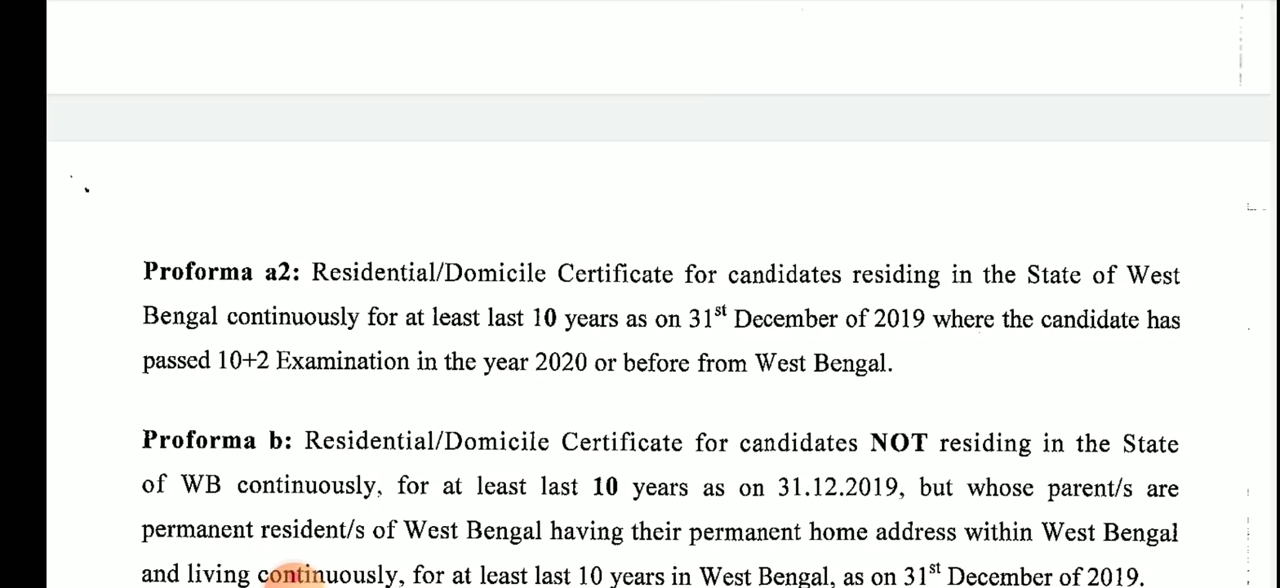 Proforma a2: Residential/Domicile Certificate for candidates residing in the State of West
Bengal continuously for at least last 10 years as on 31st December of 2019 where the candidate has
passed 10+2 Examination in the year 2020 or before from West Bengal.
Proforma b: Residential/Domicile Certificate for candidates NOT residing in the State
of WB continuously, for at least last 10 years as on 31.12.2019, but whose parent/s are
permanent resident/s of West Bengal having their permanent home address within West Bengal
and living continuously, for at least last 10 years in West Bengal, as on 31st December of 2019.